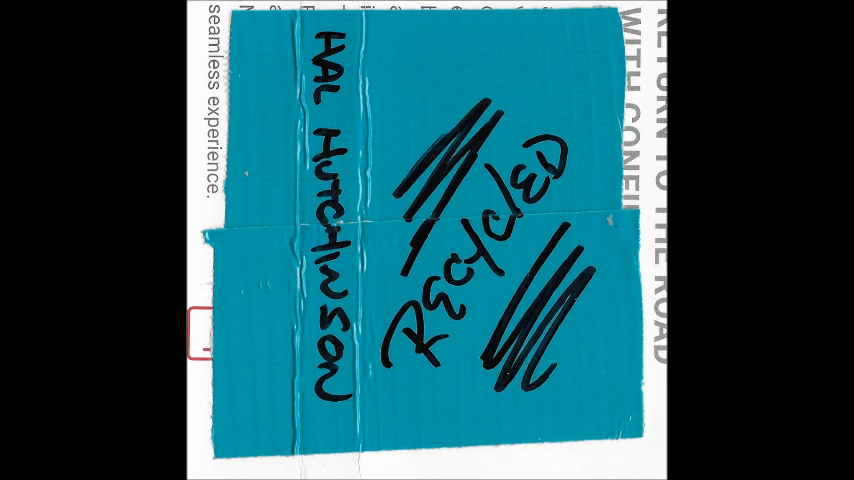 RETURN TO THE ROAD
WITH CONFI
RECYCLED
HAL HUTCHINSON
seamless experience.